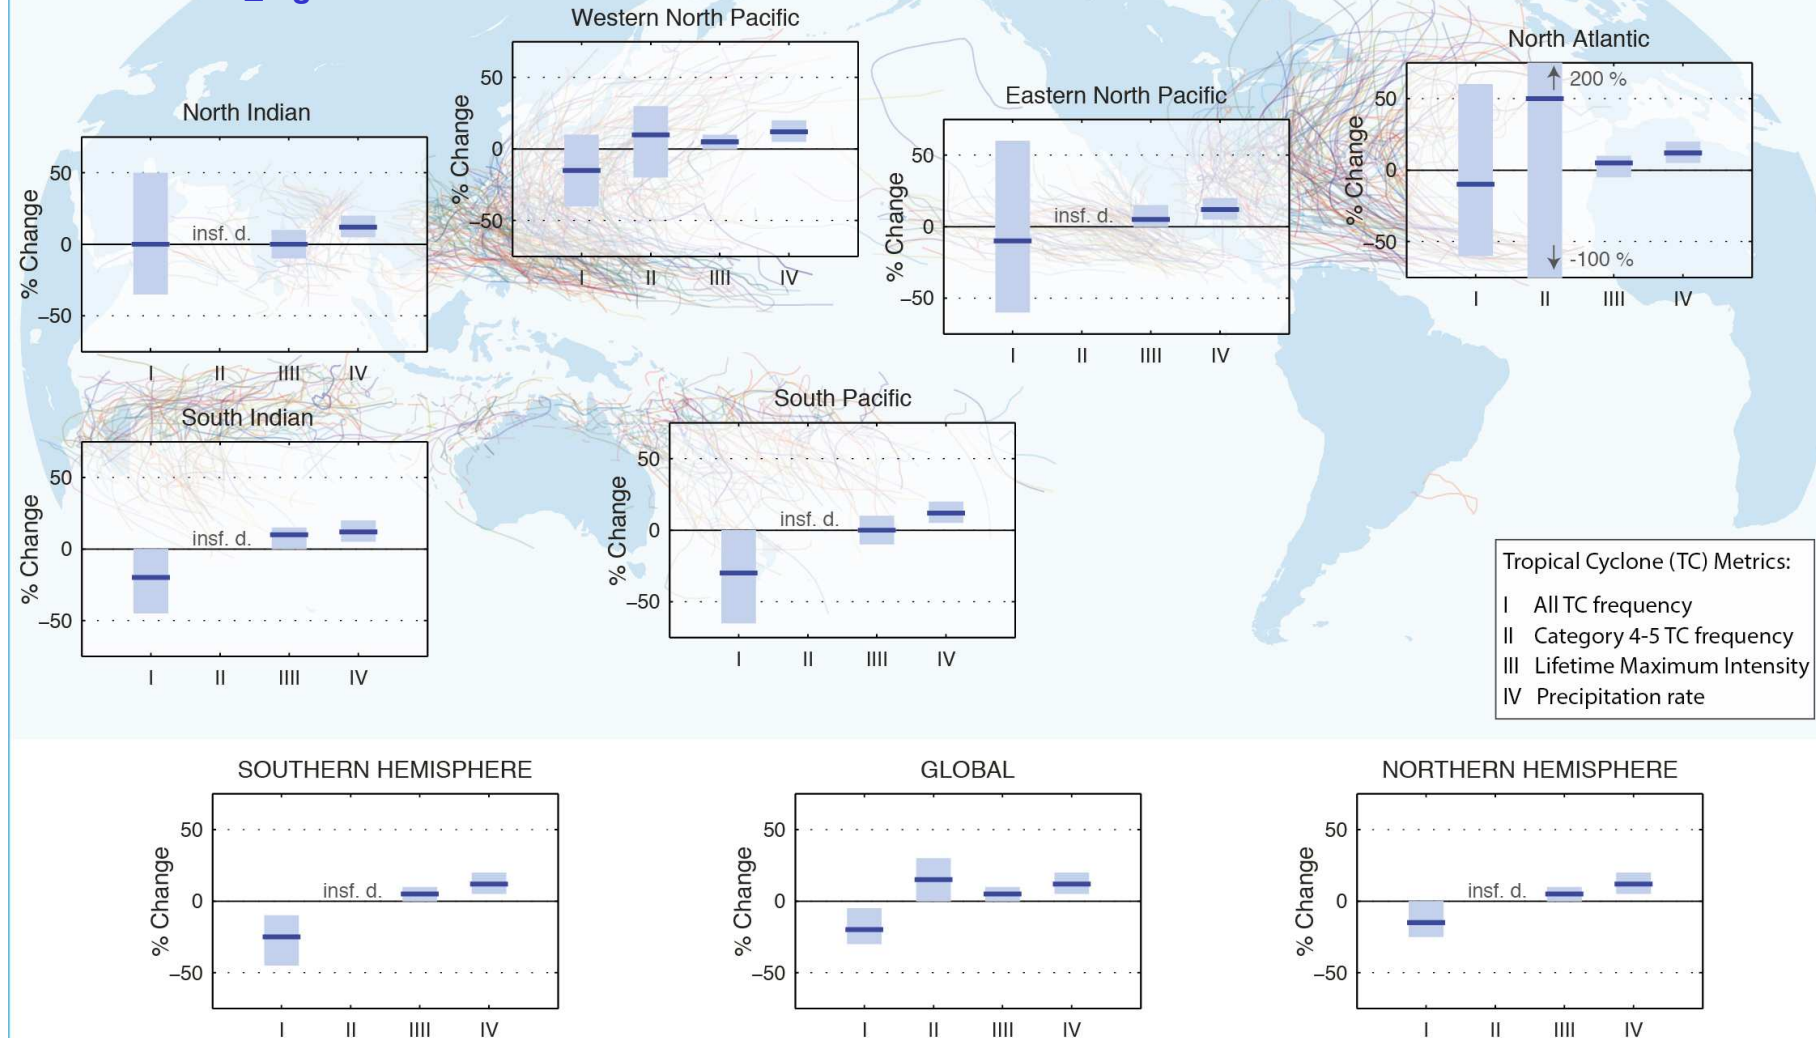 Western North Pacific
50
0
−50
% Change
I II IIII IV
North Atlantic
200 %
50
0
−50
-100 %
% Change
I II IIII IV
Eastern North Pacific
50
0
−50
% Change
insf. d.
I II IIII IV
North Indian
50
0
−50
% Change
insf. d.
I II IIII IV
South Indian
50
0
−50
% Change
insf. d.
I II IIII IV
South Pacific
50
0
−50
% Change
insf. d.
I II IIII IV
Tropical Cyclone (TC) Metrics:
I All TC frequency
II Category 4-5 TC frequency
III Lifetime Maximum Intensity
IV Precipitation rate
SOUTHERN HEMISPHERE
50
0
−50
% Change
insf. d.
I II IIII IV
GLOBAL
50
0
−50
% Change
I II IIII IV
NORTHERN HEMISPHERE
50
0
−50
% Change
insf. d.
I II IIII IV